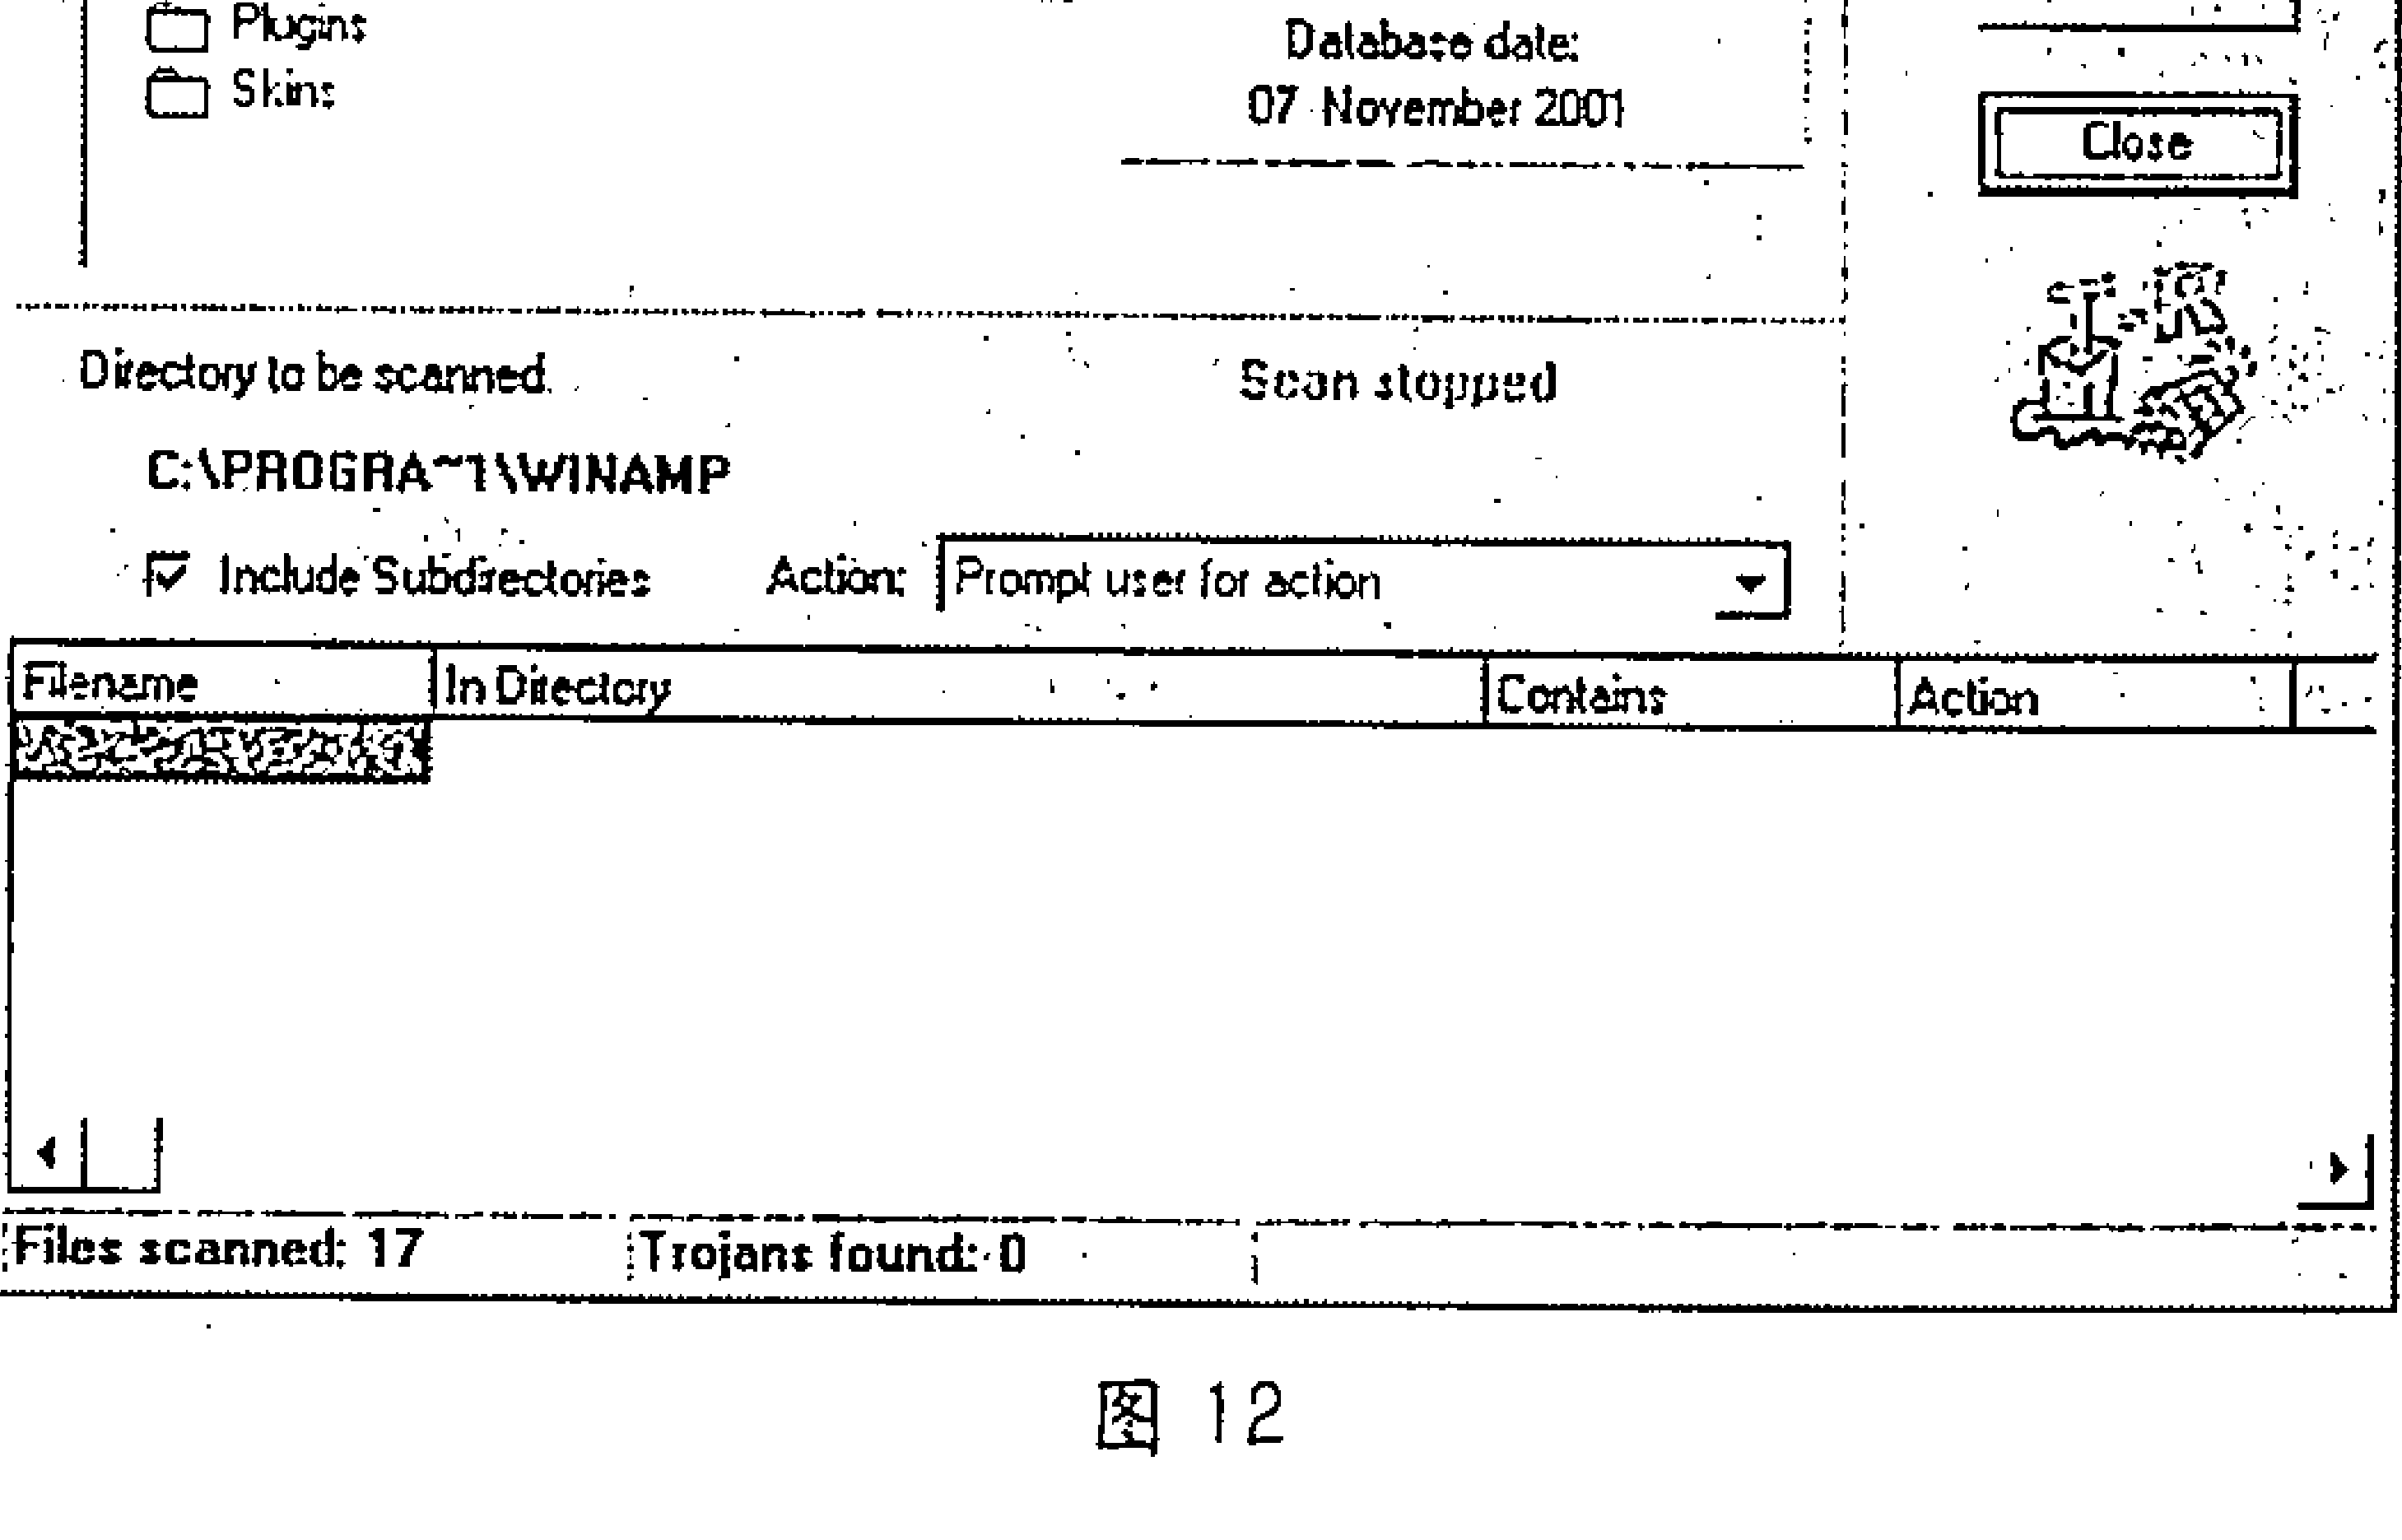 Plugins
Skins
Database date:
07 November 2001
Close
Directory to be scanned.
Scan stopped
C:\PROGRA~1\WINAMP
Include Subdirectories
Action: Prompt user for action
Filename In Directory Contains Action
Files scanned: 17 Trojans found: 0
图 12